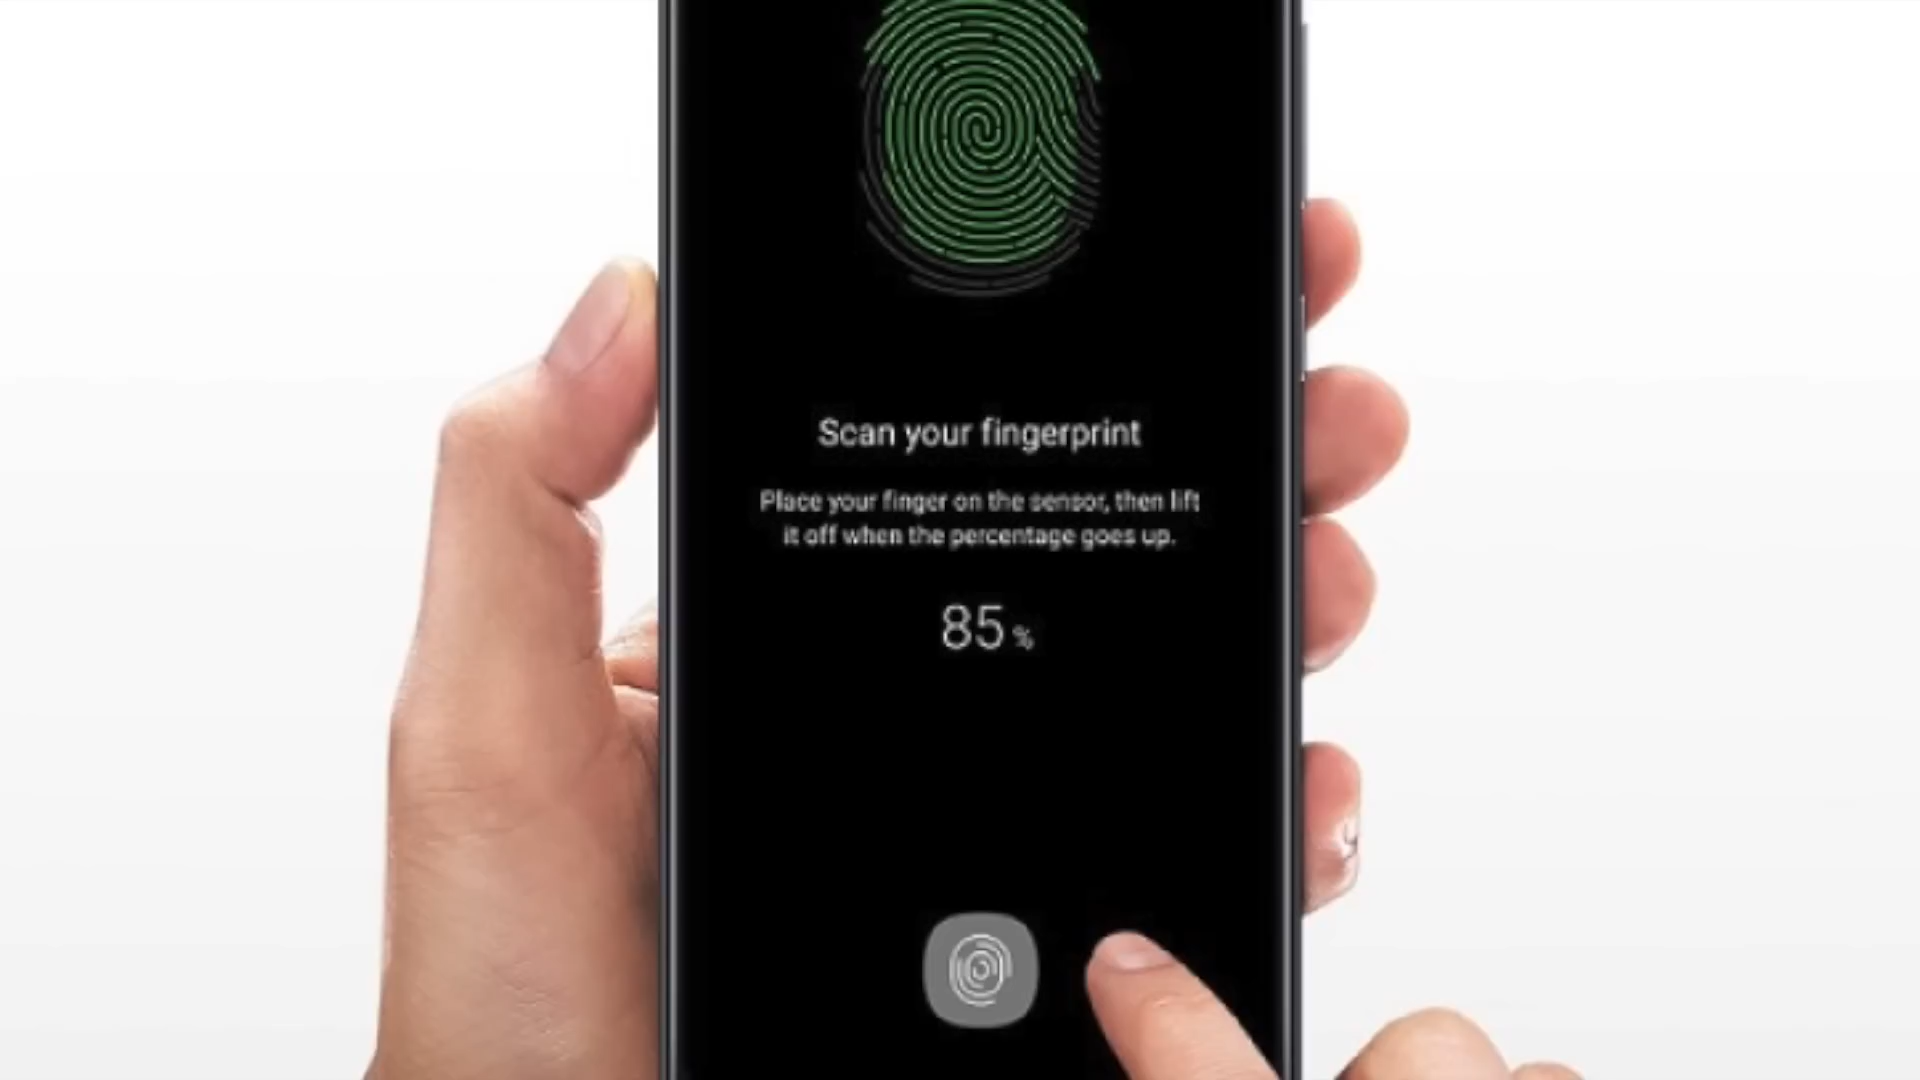 Scan your fingerprint
Place your finger on the sensor, then lift
it off when the percentage goes up.
85 %